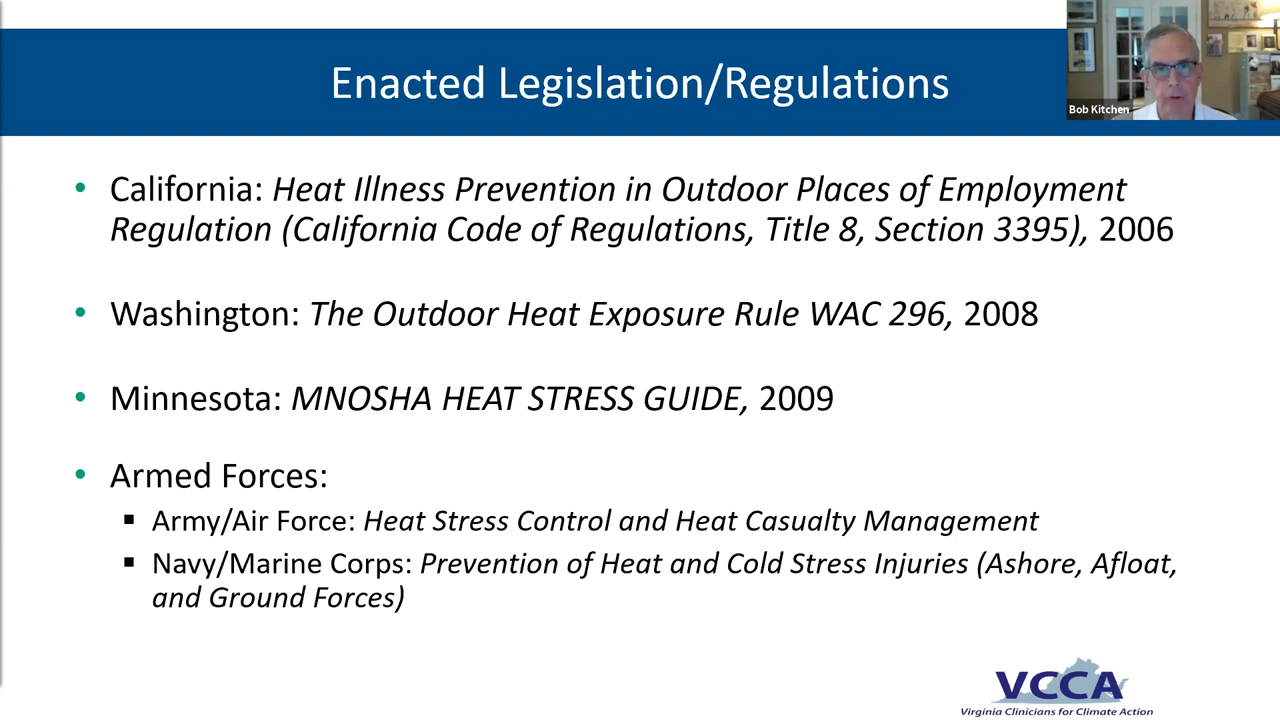 Enacted Legislation/Regulations
Bob Kitchen
• California: Heat Illness Prevention in Outdoor Places of Employment
Regulation (California Code of Regulations, Title 8, Section 3395), 2006
• Washington: The Outdoor Heat Exposure Rule WAC 296, 2008
• Minnesota: MNOSHA HEAT STRESS GUIDE, 2009
• Armed Forces:
▪ Army/Air Force: Heat Stress Control and Heat Casualty Management
▪ Navy/Marine Corps: Prevention of Heat and Cold Stress Injuries (Ashore, Afloat,
and Ground Forces)
VCCA
Virginia Clinicians for Climate Action